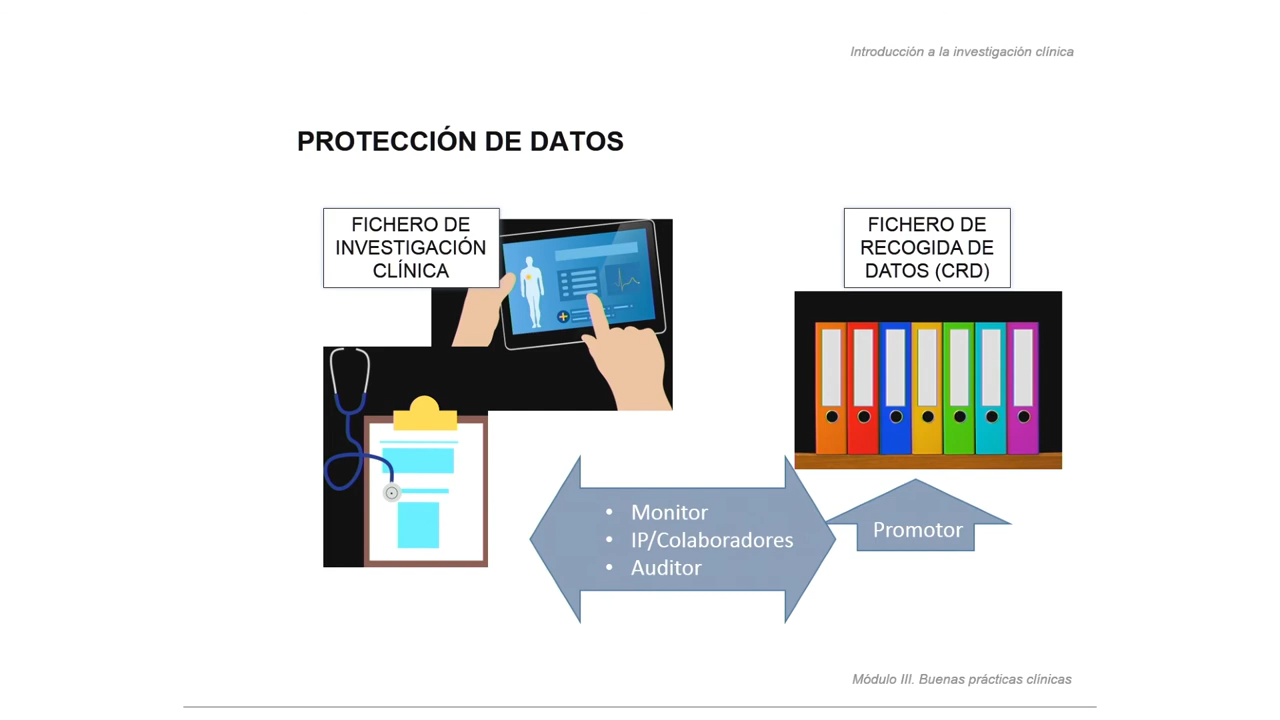 Introducción a la investigación clínica
PROTECCIÓN DE DATOS
FICHERO DE
INVESTIGACIÓN
CLÍNICA
FICHERO DE
RECOGIDA DE
DATOS (CRD)
• Monitor
• IP/Colaboradores
• Auditor
Promotor
Módulo III. Buenas prácticas clínicas